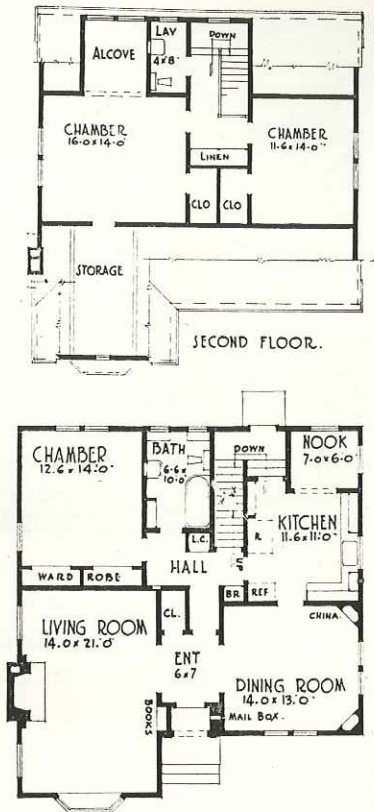 LAV
4x8
DOWN
ALCOVE
CHAMBER
16.0x14.0
CHAMBER
11.6x14.0
LINEN
CLO
CLO
STORAGE
SECOND FLOOR.
CHAMBER
12.6x14.0
BATH
6.6x
10.0
DOWN
NOOK
7.0x6.0
KITCHEN
11.6x11.0
R.
L.C.
HALL
UP
WARD
ROBE
BR
REF
CL.
CHINA
LIVING ROOM
14.0x21.0
ENT
6x7
DINING ROOM
14.0x13.0
BOOKS
MAIL BOX.